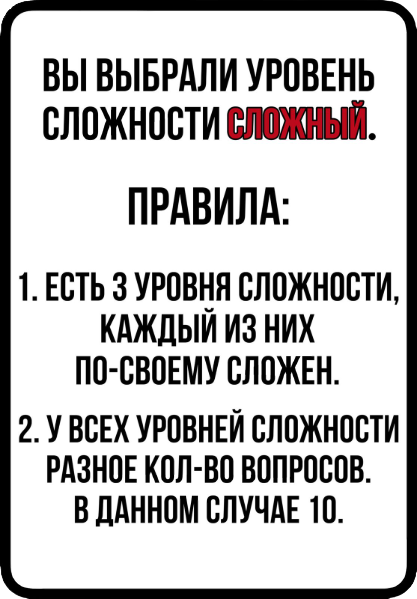 ВЫ ВЫБРАЛИ УРОВЕНЬ
СЛОЖНОСТИ СЛОЖНЫЙ.
ПРАВИЛА:
1. ЕСТЬ 3 УРОВНЯ СЛОЖНОСТИ,
КАЖДЫЙ ИЗ НИХ
ПО-СВОЕМУ СЛОЖЕН.
2. У ВСЕХ УРОВНЕЙ СЛОЖНОСТИ
РАЗНОЕ КОЛ-ВО ВОПРОСОВ.
В ДАННОМ СЛУЧАЕ 10.